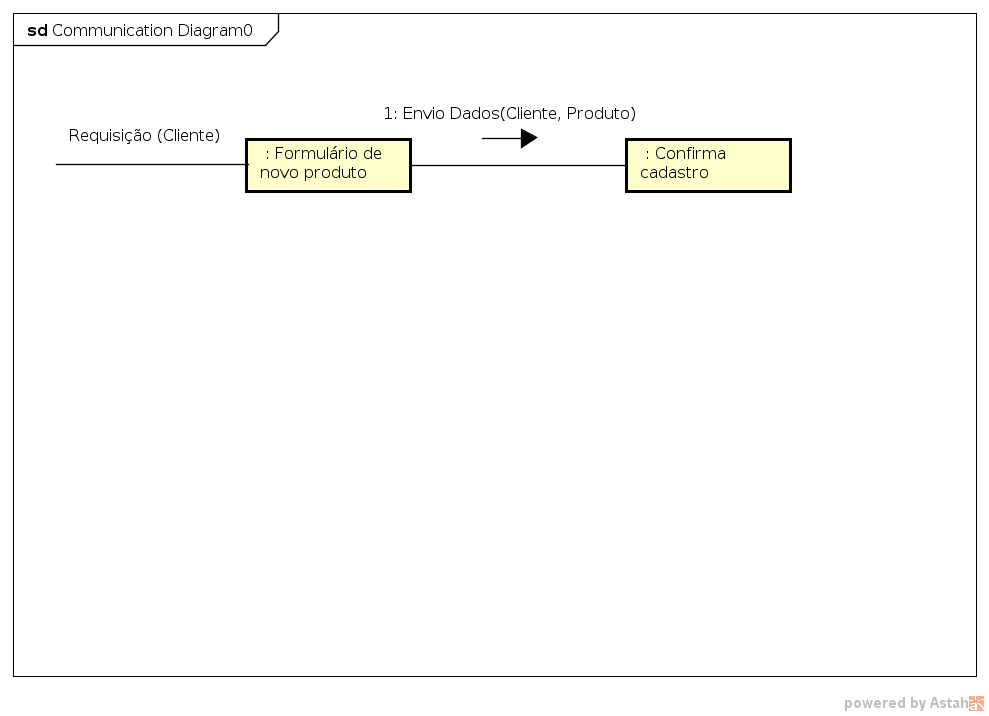 sd Communication Diagram0
1: Envio Dados(Cliente, Produto)
Requisição (Cliente)
: Formulário de
novo produto
: Confirma
cadastro
powered by Astah